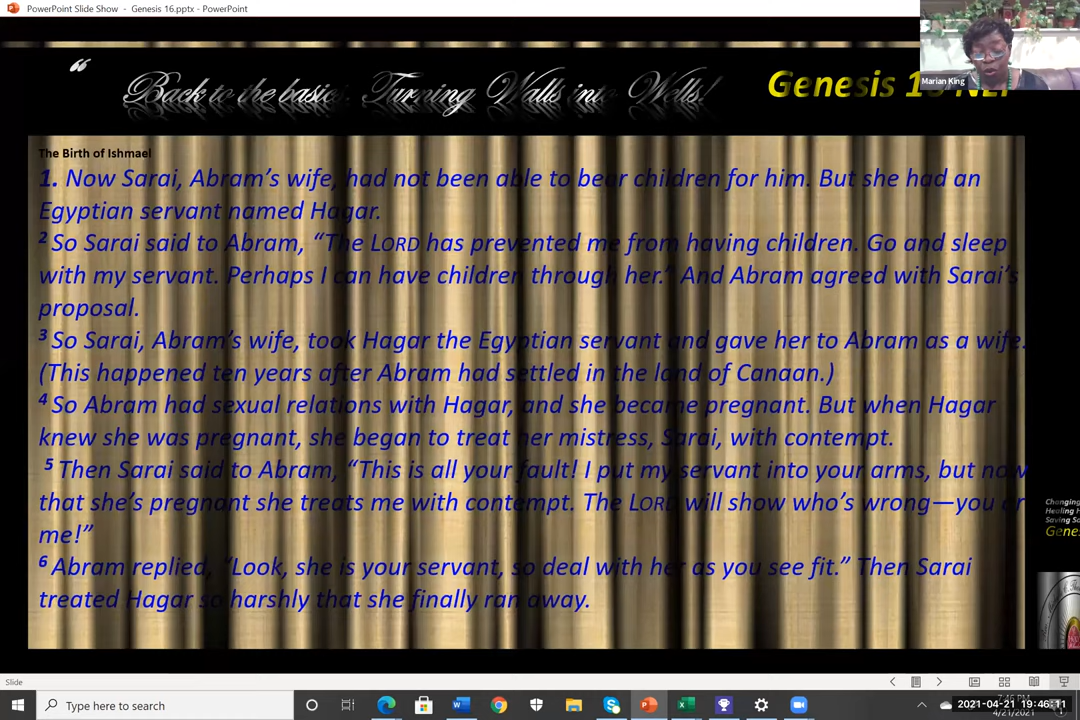 PowerPoint Slide Show - Genesis 16.pptx - PowerPoint
Marian King
“ Back to the basics. Turning Walls into Wells!
Genesis
The Birth of Ishmael
1. Now Sarai, Abram’s wife, had not been able to bear children for him. But she had an
Egyptian servant named Hagar.
2 So Sarai said to Abram, “The LORD has prevented me from having children. Go and sleep
with my servant. Perhaps I can have children through her.” And Abram agreed with Sarai’s
proposal.
3 So Sarai, Abram’s wife, took Hagar the Egyptian servant and gave her to Abram as a wife.
(This happened ten years after Abram had settled in the land of Canaan.)
4 So Abram had sexual relations with Hagar, and she became pregnant. But when Hagar
knew she was pregnant, she began to treat her mistress, Sarai, with contempt.
5 Then Sarai said to Abram, “This is all your fault! I put my servant into your arms, but now
that she’s pregnant she treats me with contempt. The LORD will show who’s wrong—you or
me!”
6 Abram replied, “Look, she is your servant, so deal with her as you see fit.” Then Sarai
treated Hagar so harshly that she finally ran away.
Changing
Healing
Saving
Slide
Type here to search
2021-04-21 19:46:11
4/21/2021